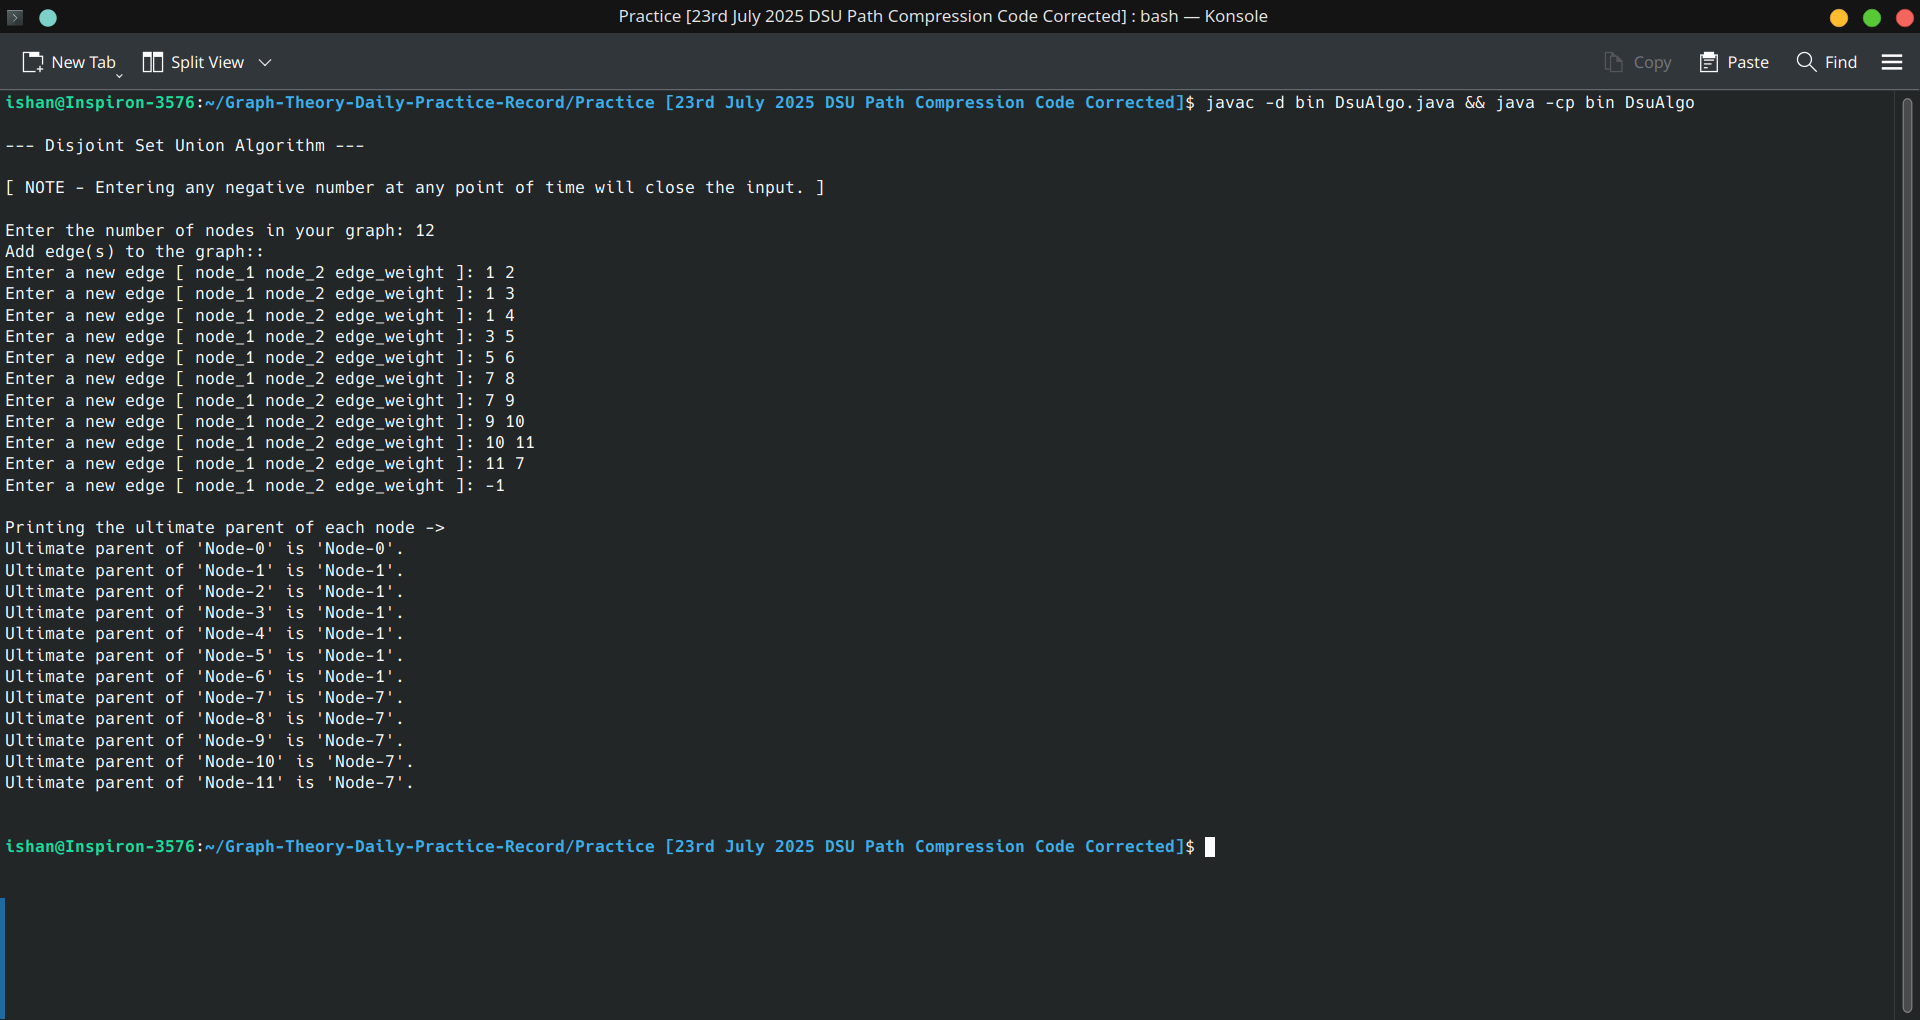 Practice [23rd July 2025 DSU Path Compression Code Corrected] : bash — Konsole
New Tab Split View Copy Paste Find
ishan@Inspiron-3576:~/Graph-Theory-Daily-Practice-Record/Practice [23rd July 2025 DSU Path Compression Code Corrected]$ javac -d bin DsuAlgo.java && java -cp bin DsuAlgo
--- Disjoint Set Union Algorithm ---
[ NOTE - Entering any negative number at any point of time will close the input. ]
Enter the number of nodes in your graph: 12
Add edge(s) to the graph::
Enter a new edge [ node_1 node_2 edge_weight ]: 1 2
Enter a new edge [ node_1 node_2 edge_weight ]: 1 3
Enter a new edge [ node_1 node_2 edge_weight ]: 1 4
Enter a new edge [ node_1 node_2 edge_weight ]: 3 5
Enter a new edge [ node_1 node_2 edge_weight ]: 5 6
Enter a new edge [ node_1 node_2 edge_weight ]: 7 8
Enter a new edge [ node_1 node_2 edge_weight ]: 7 9
Enter a new edge [ node_1 node_2 edge_weight ]: 9 10
Enter a new edge [ node_1 node_2 edge_weight ]: 10 11
Enter a new edge [ node_1 node_2 edge_weight ]: 11 7
Enter a new edge [ node_1 node_2 edge_weight ]: -1
Printing the ultimate parent of each node ->
Ultimate parent of 'Node-0' is 'Node-0'.
Ultimate parent of 'Node-1' is 'Node-1'.
Ultimate parent of 'Node-2' is 'Node-1'.
Ultimate parent of 'Node-3' is 'Node-1'.
Ultimate parent of 'Node-4' is 'Node-1'.
Ultimate parent of 'Node-5' is 'Node-1'.
Ultimate parent of 'Node-6' is 'Node-1'.
Ultimate parent of 'Node-7' is 'Node-7'.
Ultimate parent of 'Node-8' is 'Node-7'.
Ultimate parent of 'Node-9' is 'Node-7'.
Ultimate parent of 'Node-10' is 'Node-7'.
Ultimate parent of 'Node-11' is 'Node-7'.
ishan@Inspiron-3576:~/Graph-Theory-Daily-Practice-Record/Practice [23rd July 2025 DSU Path Compression Code Corrected]$